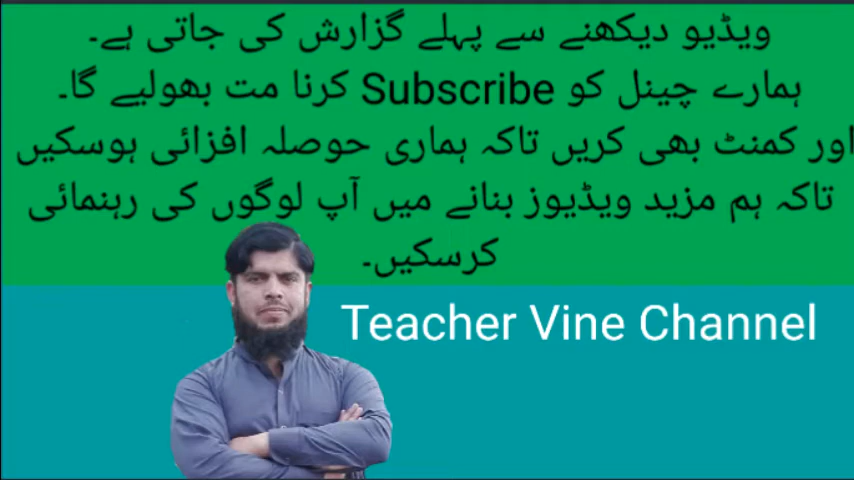 ویڈیو دیکھنے سے پہلے گزارش کی جاتی ہے۔
ہمارے چینل کو Subscribe کرنا مت بھولیے گا۔
اور کمنٹ بھی کریں تاکہ ہماری حوصلہ افزائی ہوسکیں
تاکہ ہم مزید ویڈیوز بنانے میں آپ لوگوں کی رہنمائی
کرسکیں۔
Teacher Vine Channel